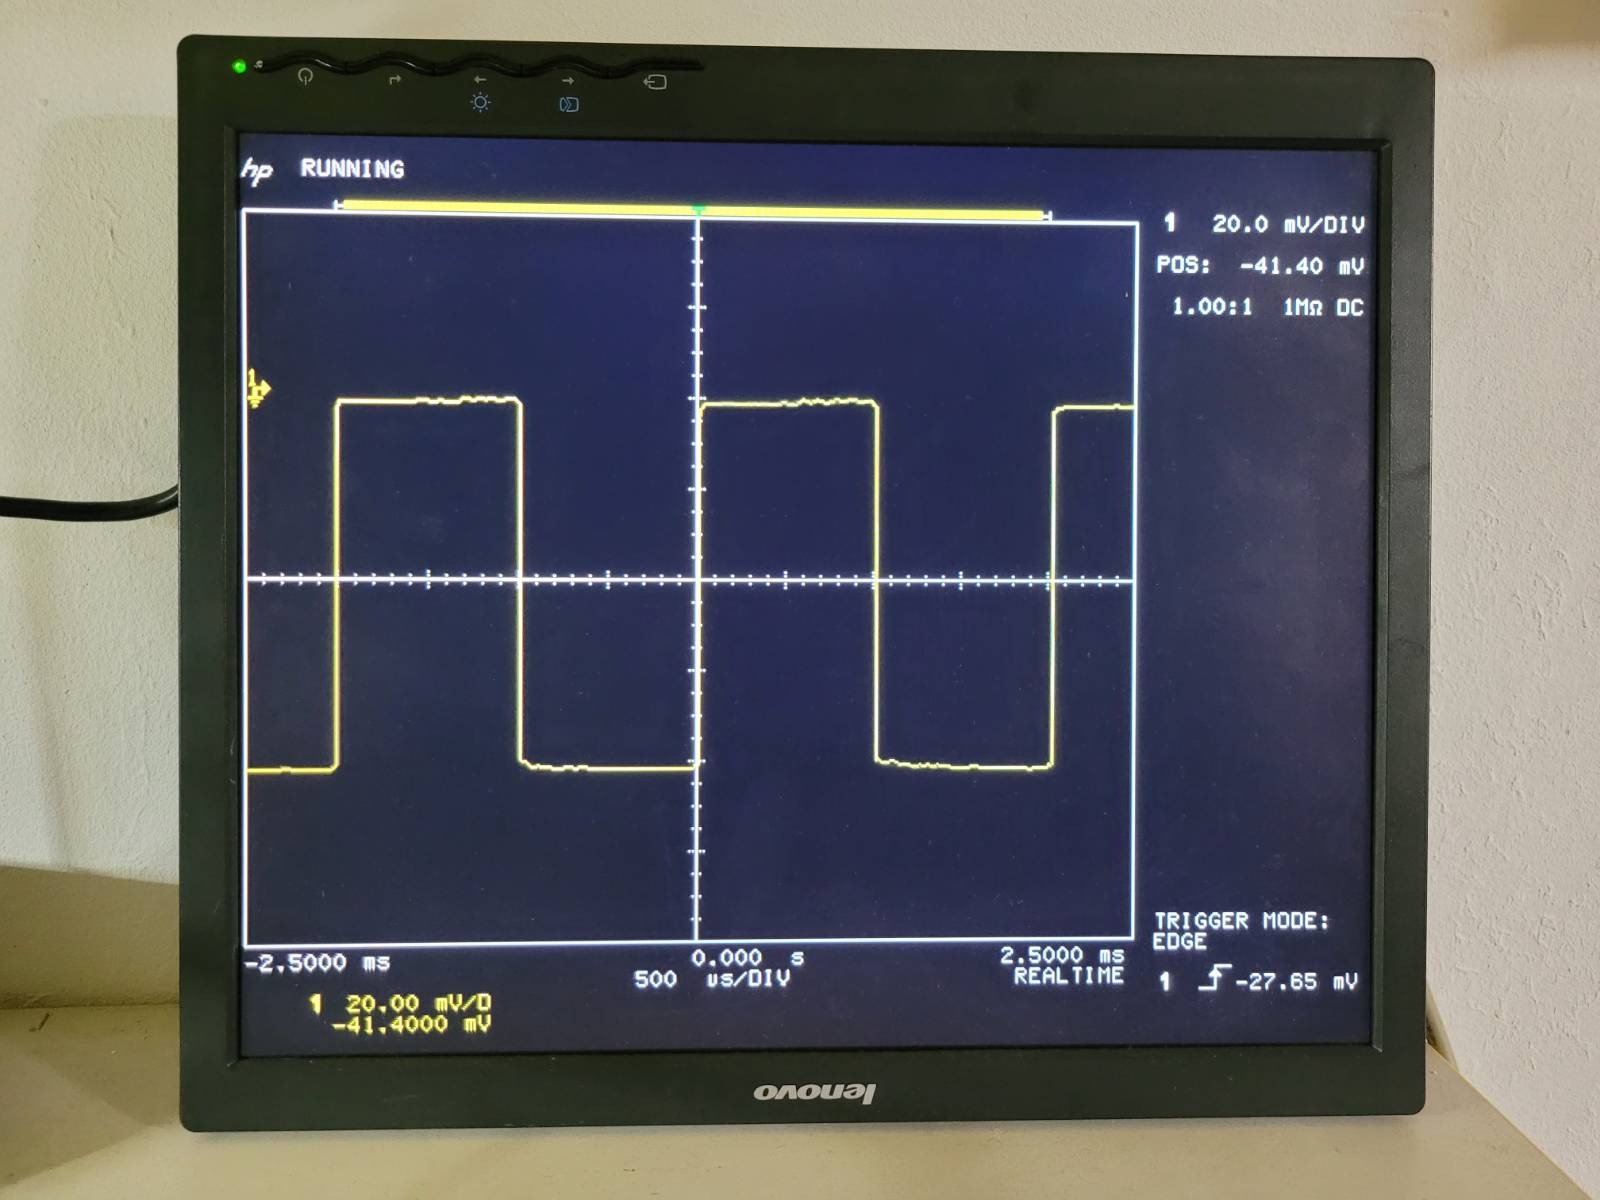 hp RUNNING
1 20.0 mV/DIV
POS: -41.40 mV
1.00:1 1MΩ DC
1
-2.5000 ms
0.000 s
2.5000 ms
500 µs/DIV
REALTIME
1 20.00 mV/D
-41.4000 mV
TRIGGER MODE:
EDGE
1 -27.65 mV
lenovo